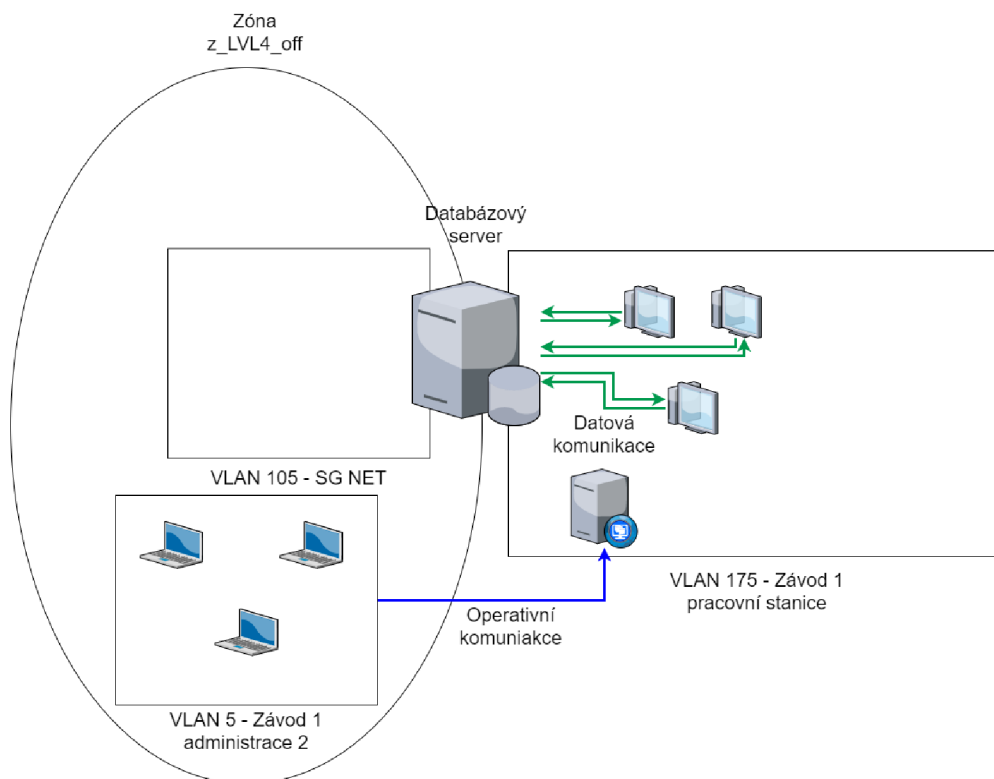 Zóna
z_LVL4_off
Databázový
server
Datová
komunikace
VLAN 105 - SG NET
VLAN 175 - Závod 1
pracovní stanice
Operativní
komuniakce
VLAN 5 - Závod 1
administrace 2